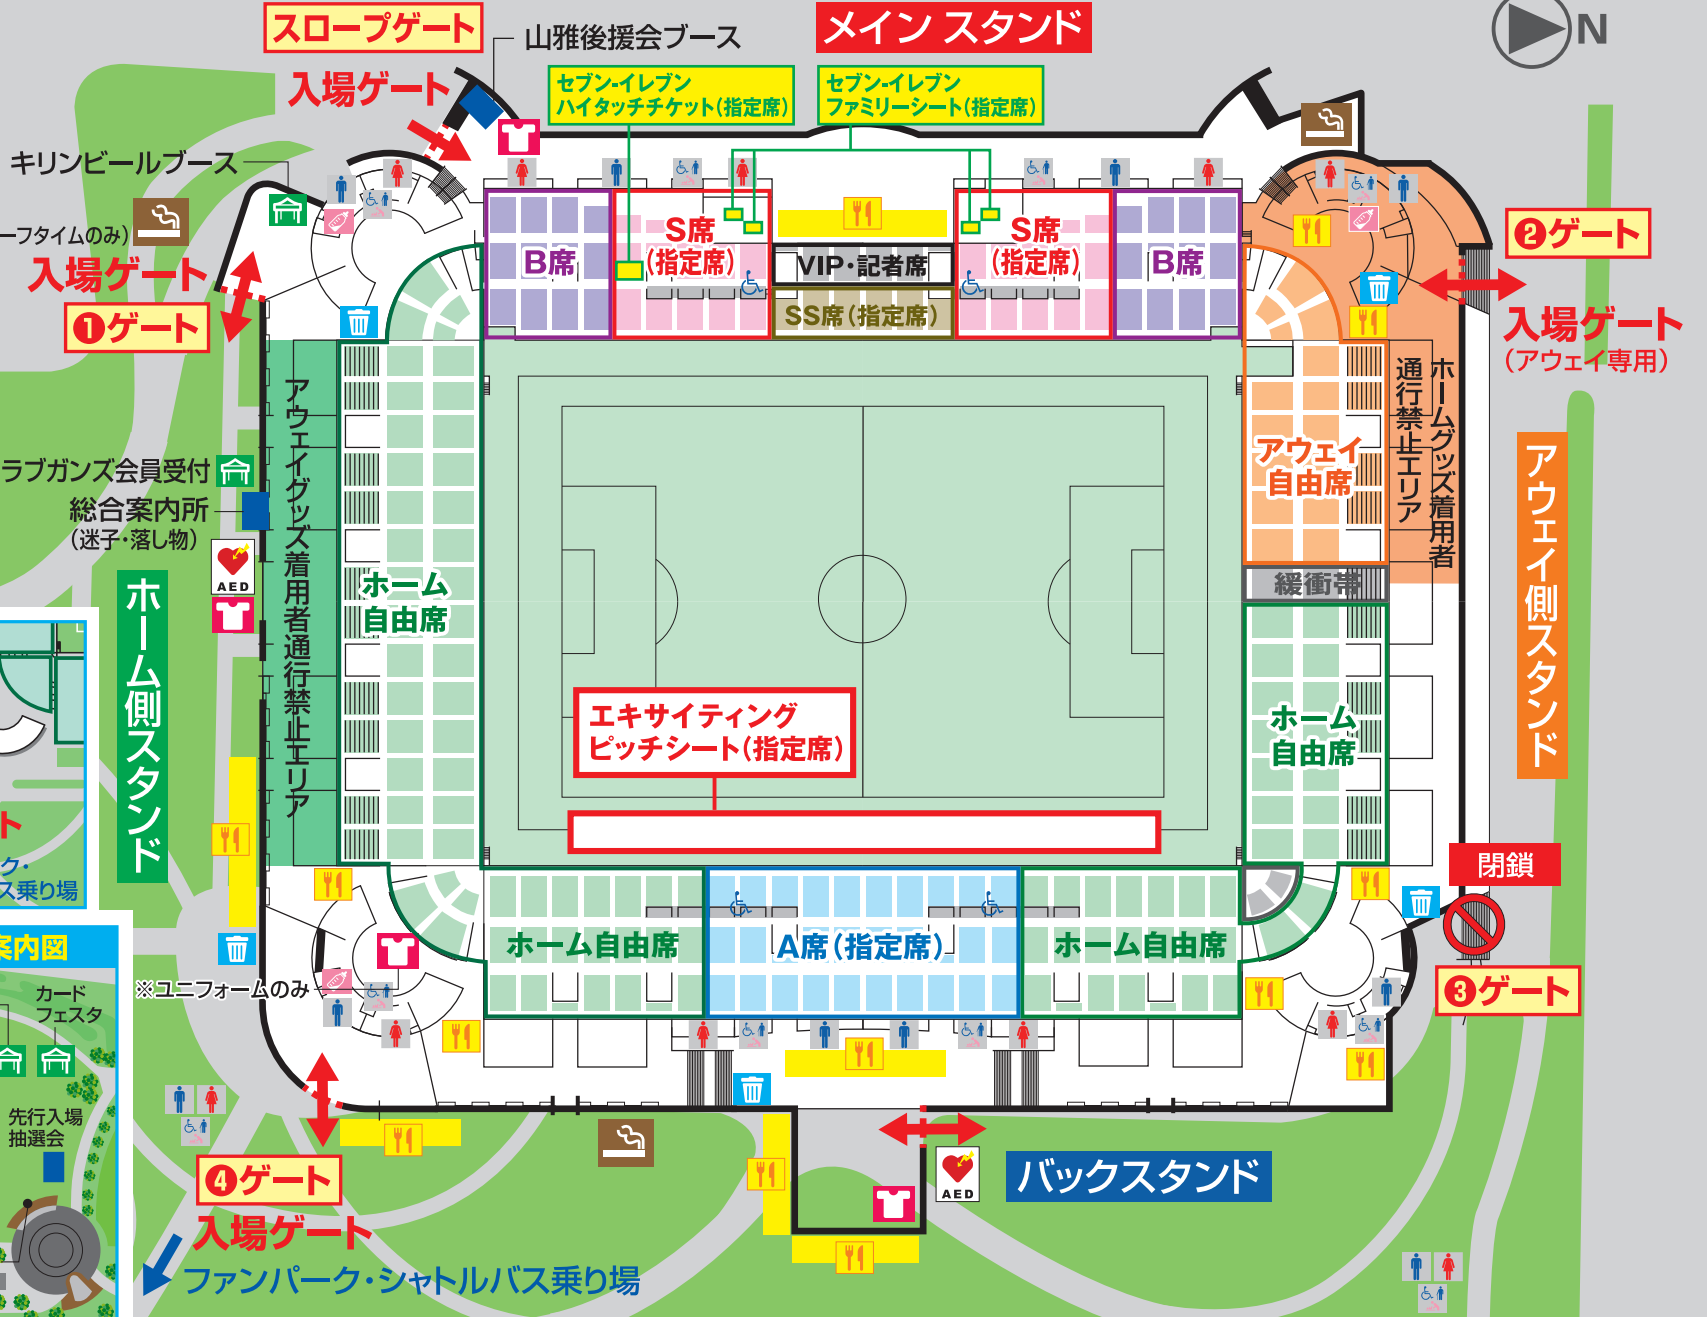 スロープゲート
入場ゲート
山雅後援会ブース
メイン スタンド
N
セブン-イレブン
ハイタッチチケット(指定席)
セブン-イレブン
ファミリーシート(指定席)
キリンビールブース
ーフタイムのみ)
入場ゲート
❶ゲート
❷ゲート
入場ゲート
(アウェイ専用)
B席
S席
(指定席)
VIP・記者席
SS席(指定席)
S席
(指定席)
B席
アウェイグッズ着用者通行禁止エリア
ホームグッズ着用者
通行禁止エリア
アウェイ
自由席
緩衝帯
ラブガンズ会員受付
総合案内所
(迷子・落し物)
AED
ホーム側スタンド
ホーム
自由席
アウェイ側スタンド
ホーム
自由席
エキサイティング
ピッチシート(指定席)
ト
ク・
ス乗り場
閉鎖
❸ゲート
ホーム自由席
A席(指定席)
ホーム自由席
案内図
カード
フェスタ
※ユニフォームのみ
先行入場
抽選会
❹ゲート
入場ゲート
ファンパーク・シャトルバス乗り場
AED
バックスタンド